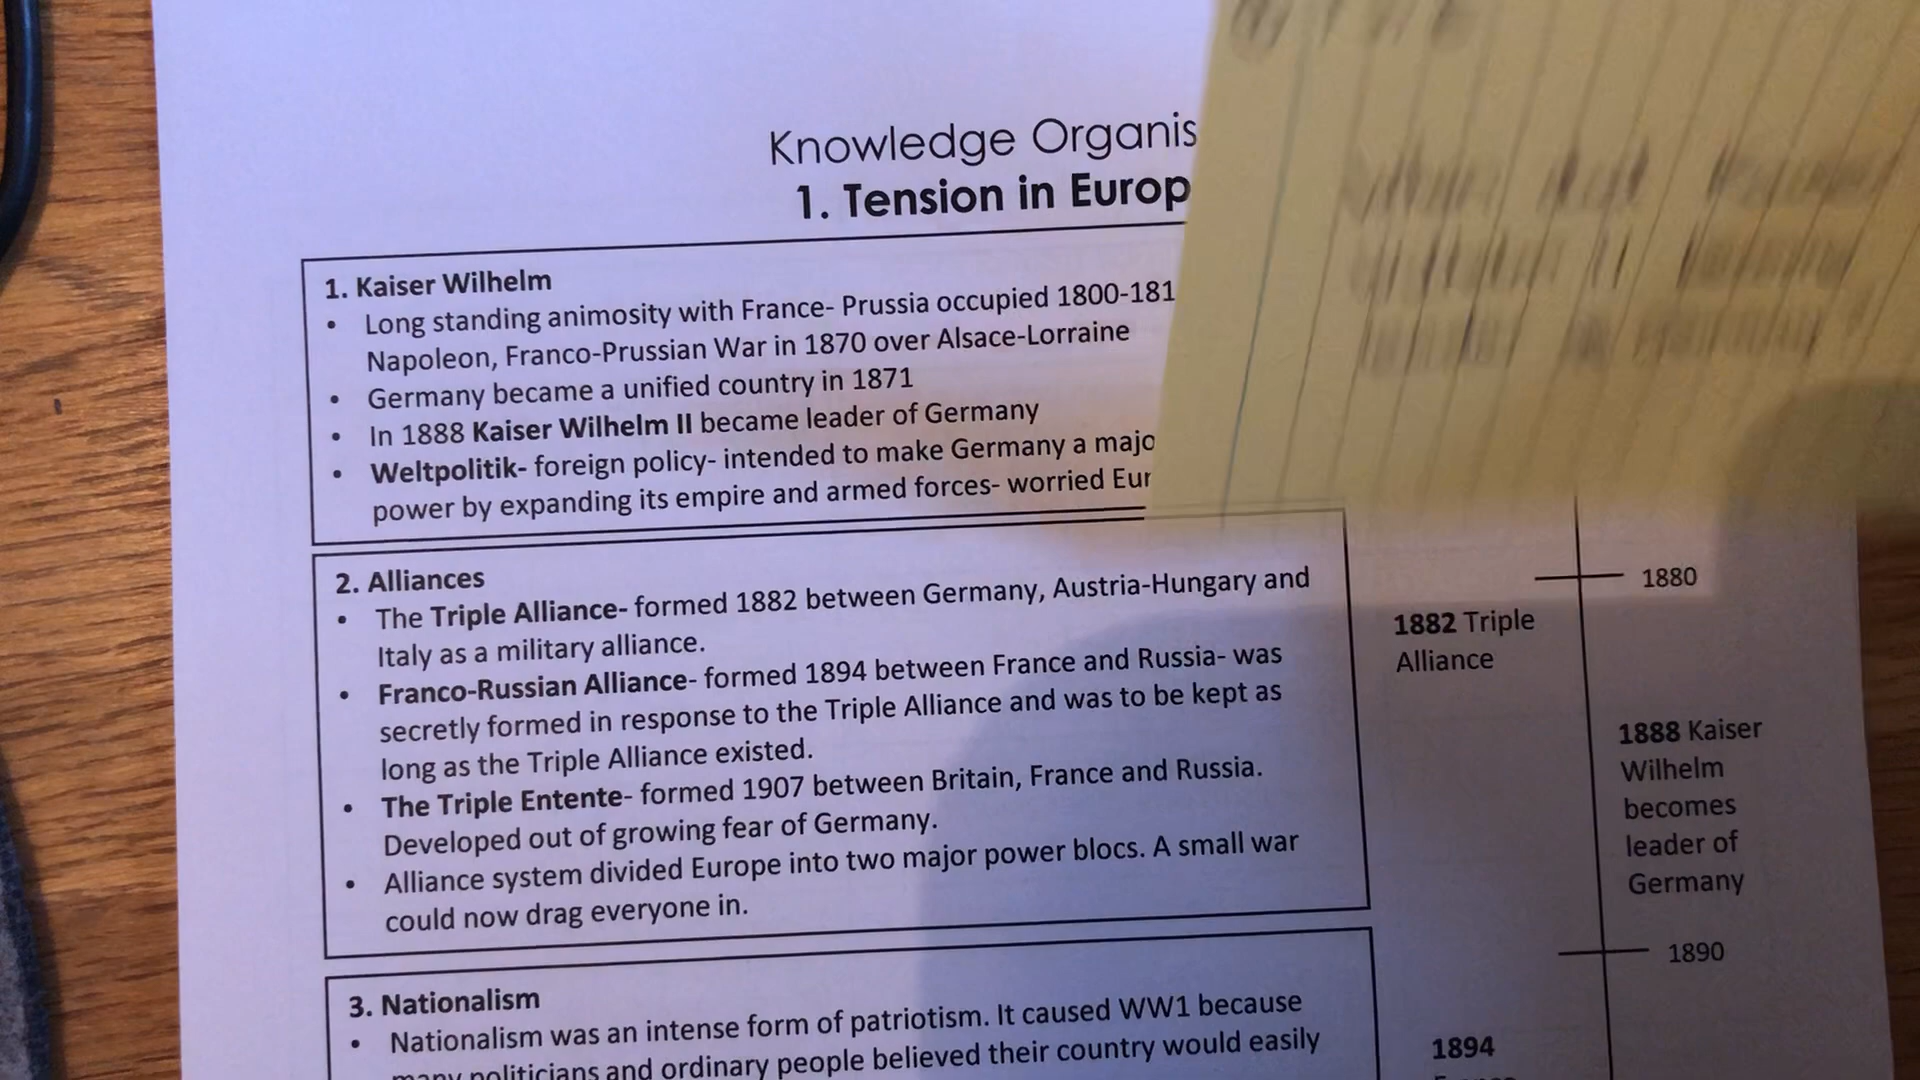 Knowledge Organis
1. Tension in Europ
1. Kaiser Wilhelm
• Long standing animosity with France- Prussia occupied 1800-181
Napoleon, Franco-Prussian War in 1870 over Alsace-Lorraine
• Germany became a unified country in 1871
• In 1888 Kaiser Wilhelm II became leader of Germany
• Weltpolitik- foreign policy- intended to make Germany a majo
power by expanding its empire and armed forces- worried Eur
2. Alliances
• The Triple Alliance- formed 1882 between Germany, Austria-Hungary and
Italy as a military alliance.
• Franco-Russian Alliance- formed 1894 between France and Russia- was
secretly formed in response to the Triple Alliance and was to be kept as
long as the Triple Alliance existed.
• The Triple Entente- formed 1907 between Britain, France and Russia.
Developed out of growing fear of Germany.
• Alliance system divided Europe into two major power blocs. A small war
could now drag everyone in.
3. Nationalism
• Nationalism was an intense form of patriotism. It caused WW1 because
many politicians and ordinary people believed their country would easily
1880
1882 Triple
Alliance
1888 Kaiser
Wilhelm
becomes
leader of
Germany
1890
1894